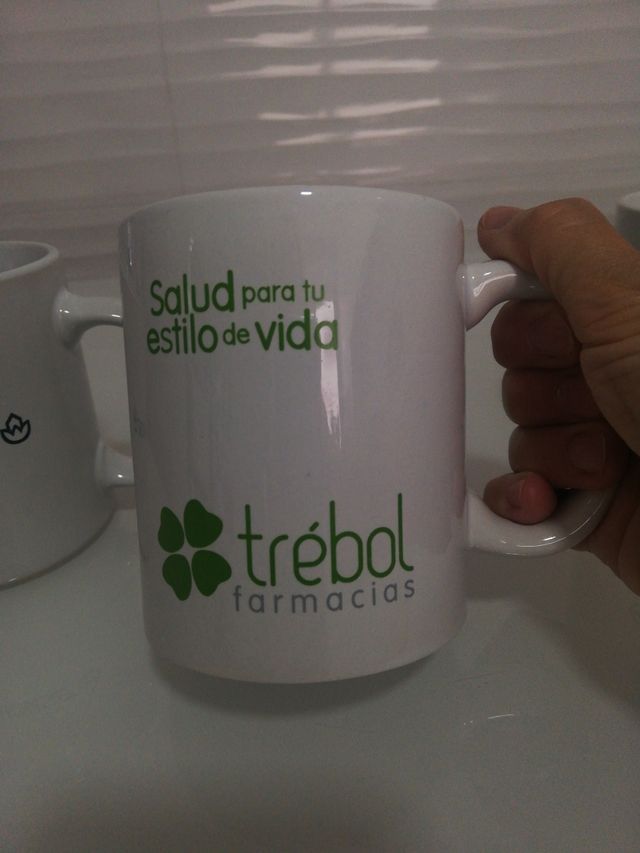 Salud para tu
estilo de vida
trébol
farmacias